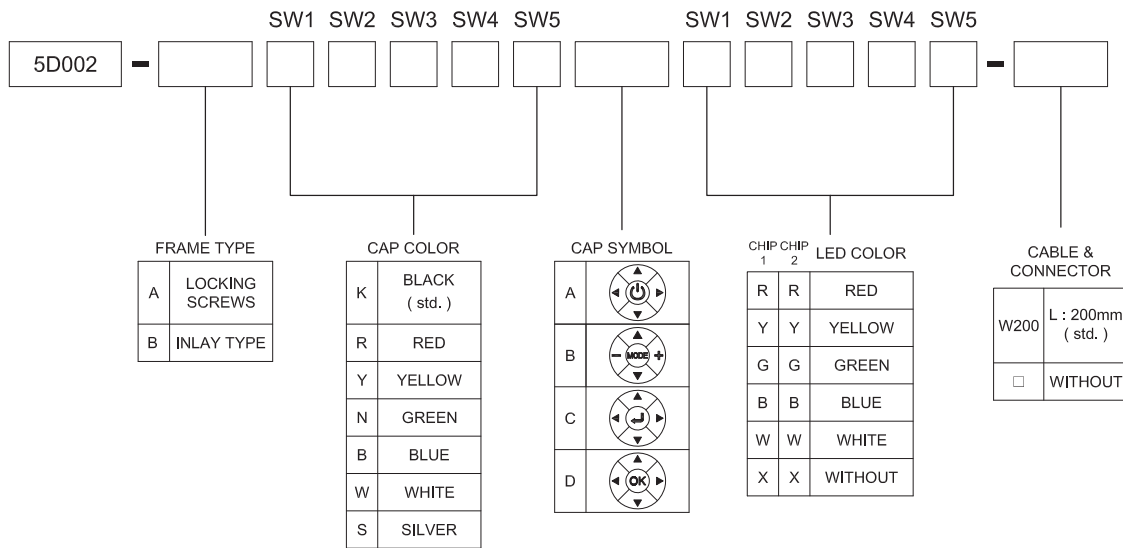 SW1 SW2 SW3 SW4 SW5 SW1 SW2 SW3 SW4 SW5
5D002 - -
FRAME TYPE
A LOCKING
SCREWS
B INLAY TYPE
CAP COLOR
K BLACK
( std. )
R RED
Y YELLOW
N GREEN
B BLUE
W WHITE
S SILVER
CAP SYMBOL
A
B - MODE +
C
D OK
CHIP CHIP LED COLOR
1 2
R R RED
Y Y YELLOW
G G GREEN
B B BLUE
W W WHITE
X X WITHOUT
CABLE &
CONNECTOR
W200 L : 200mm
( std. )
□ WITHOUT